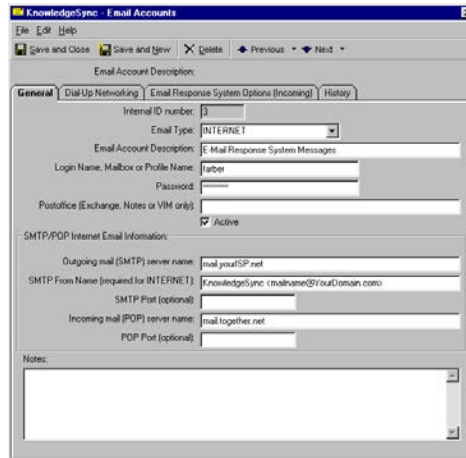 KnowledgeSync - Email Accounts
File Edit Help
Save and Close Save and New Delete Previous Next
Email Account Description:
General Dial-Up Networking Email Response System Options (Incoming) History
Internal ID number: 3
Email Type: INTERNET
Email Account Description: E-Mail Response System Messages
Login Name, Mailbox or Profile Name: farber
Password: ********
Postoffice (Exchange, Notes or VIM only):
Active
SMTP/POP Internet Email Information:
Outgoing mail (SMTP) server name: mail.yourISP.net
SMTP From Name (required for INTERNET): KnowledgeSync <mailname@YourDomain.com>
SMTP Port (optional):
Incoming mail (POP) server name: mail.together.net
POP Port (optional):
Notes: